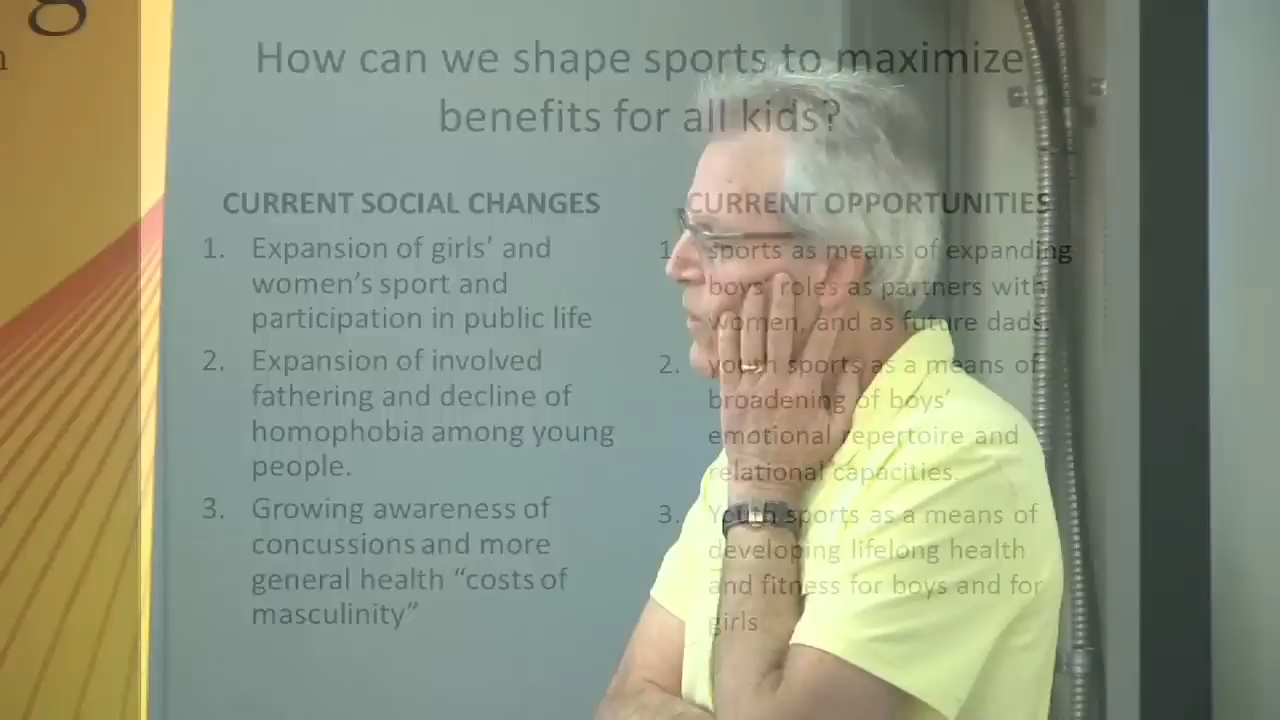 g
n
How can we shape sports to maximize
benefits for all kids?
CURRENT SOCIAL CHANGES
1. Expansion of girls’ and
women’s sport and
participation in public life
2. Expansion of involved
fathering and decline of
homophobia among young
people.
3. Growing awareness of
concussions and more
general health “costs of
masculinity”
CURRENT OPPORTUNITIES
1. sports as means of expanding
boys’ roles as partners with
women, and as future dads.
2. youth sports as a means of
broadening of boys’
emotional repertoire and
relational capacities.
3. Youth sports as a means of
developing lifelong health
and fitness for boys and for
girls